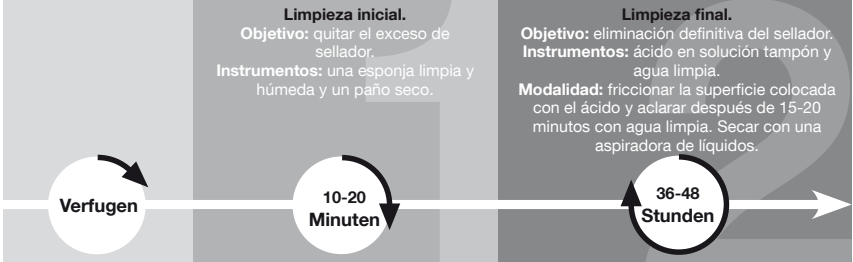 Limpieza inicial.
Objetivo: quitar el exceso de
sellador.
Instrumentos: una esponja limpia y
húmeda y un paño seco.
Limpieza final.
Objetivo: eliminación definitiva del sellador.
Instrumentos: ácido en solución tampón y
agua limpia.
Modalidad: friccionar la superficie colocada
con el ácido y aclarar después de 15-20
minutos con agua limpia. Secar con una
aspiradora de líquidos.
Verfugen
10-20
Minuten
36-48
Stunden
1
2